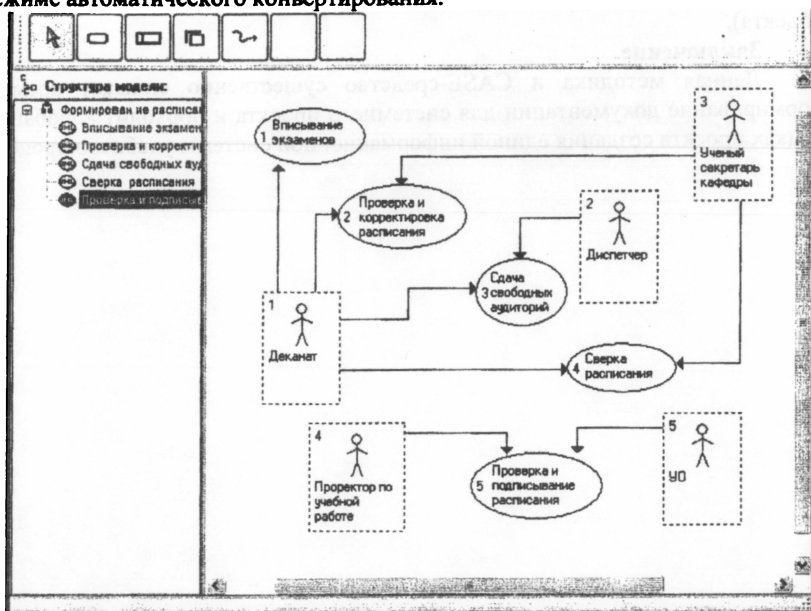 ежиме автоматического конвертирования.
Структура модели:
Формирован не расписа
Вписывание экзамен
Проверка и корректи
Сдача свободных ауд
Сверка расписания
Проверка и подписыв
1 Вписывание
экзаменов
2 Проверка и
корректировка
расписания
3
Ученый
секретарь
кафедры
2
Диспетчер
Сдача
3 свободных
аудиторий
1
Деканат
4 Сверка
расписания
4
Проректор по
учебной
работе
5 Проверка и
подписывание
расписания
5
УО